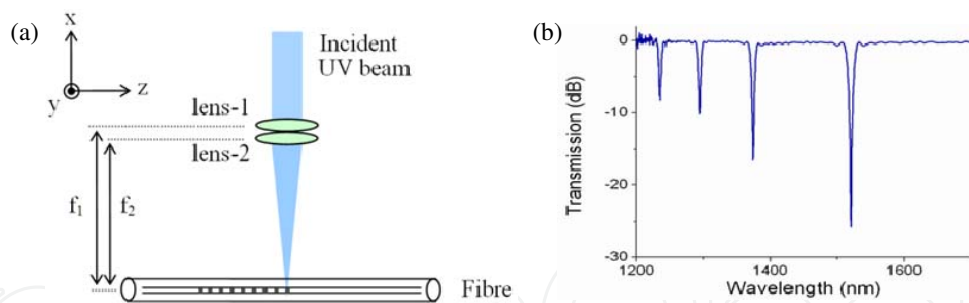 (a)
x
y
z
Incident
UV beam
lens-1
lens-2
f1
f2
Fibre
(b)
Transmission (dB)
0
-10
-20
-30
1200
1400
1600
Wavelength (nm)